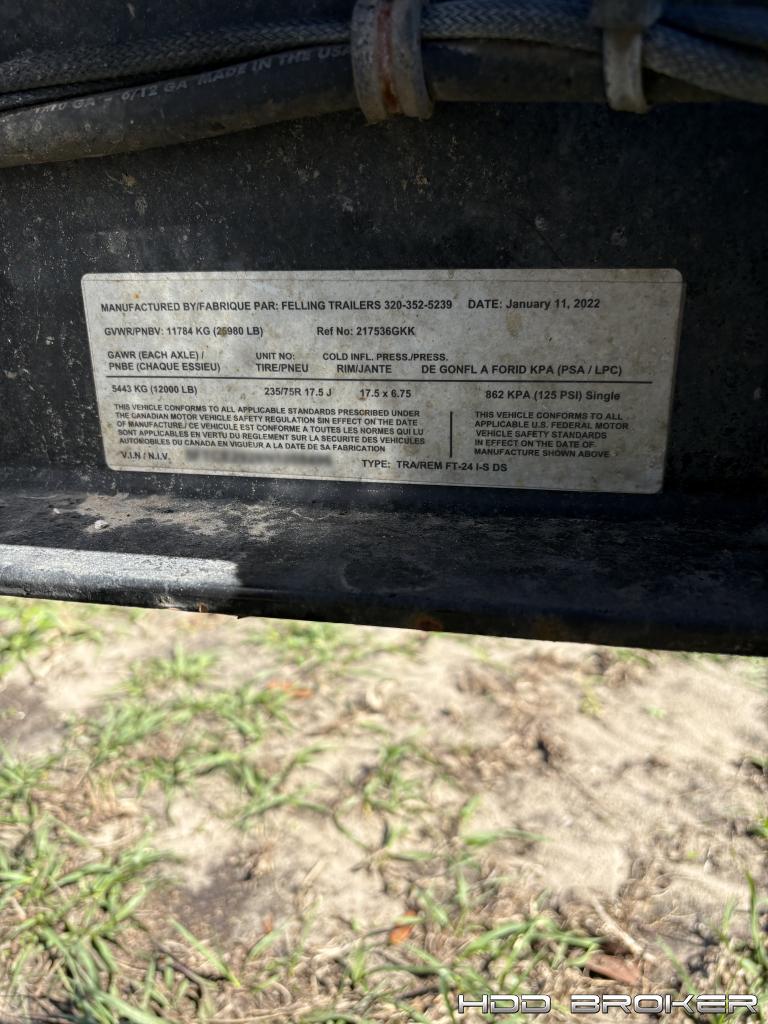 GA - 6/12 GA MADE IN THE USA
MANUFACTURED BY/FABRIQUE PAR: FELLING TRAILERS 320-352-5239 DATE: January 11, 2022
GVWR/PNBV: 11784 KG (25980 LB) Ref No: 217536GKK
GAWR (EACH AXLE) / UNIT NO: COLD INFL. PRESS./PRESS.
PNBE (CHAQUE ESSIEU) TIRE/PNEU RIM/JANTE DE GONFL A FORID KPA (PSA / LPC)
5443 KG (12000 LB) 235/75R 17.5 J 17.5 x 6.75 862 KPA (125 PSI) Single
THIS VEHICLE CONFORMS TO ALL APPLICABLE STANDARDS PRESCRIBED UNDER
THE CANADIAN MOTOR VEHICLE SAFETY REGULATION SIN EFFECT ON THE DATE
OF MANUFACTURE./ CE VEHICULE EST CONFORME A TOUTES LES NORMES QUI LU
SONT APPLICABLES EN VERTU DU REGLEMENT SUR LA SECURITE DES VEHICULES
AUTOMOBILES DU CANADA EN VIGUEUR A LA DATE DE SA FABRICATION
THIS VEHICLE CONFORMS TO ALL
APPLICABLE U.S. FEDERAL MOTOR
VEHICLE SAFETY STANDARDS
IN EFFECT ON THE DATE OF
MANUFACTURE SHOWN ABOVE
V.I.N / N.I.V. TYPE: TRA/REM FT-24 I-S DS
HDD BROKER